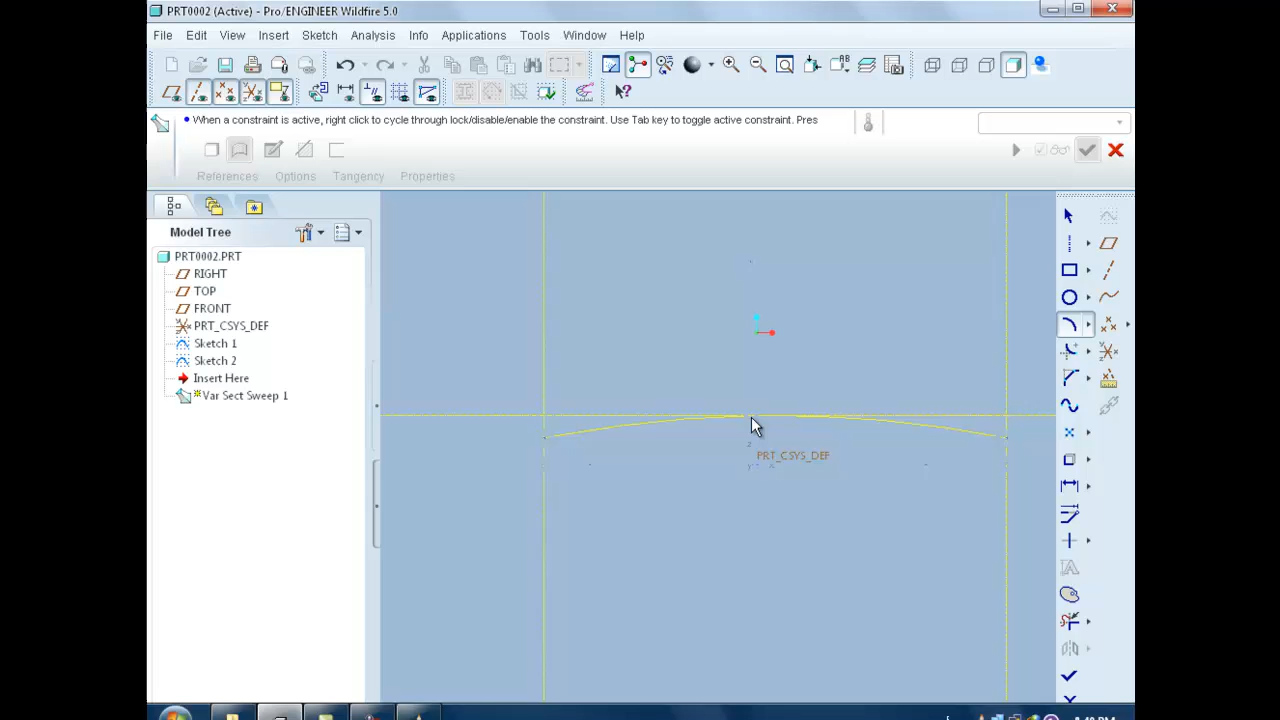 PRT0002 (Active) - Pro/ENGINEER Wildfire 5.0
File Edit View Insert Sketch Analysis Info Applications Tools Window Help
When a constraint is active, right click to cycle through lock/disable/enable the constraint. Use Tab key to toggle active constraint. Pres
References Options Tangency Properties
Model Tree
PRT0002.PRT
RIGHT
TOP
FRONT
PRT_CSYS_DEF
Sketch 1
Sketch 2
Insert Here
Var Sect Sweep 1
PRT_CSYS_DEF